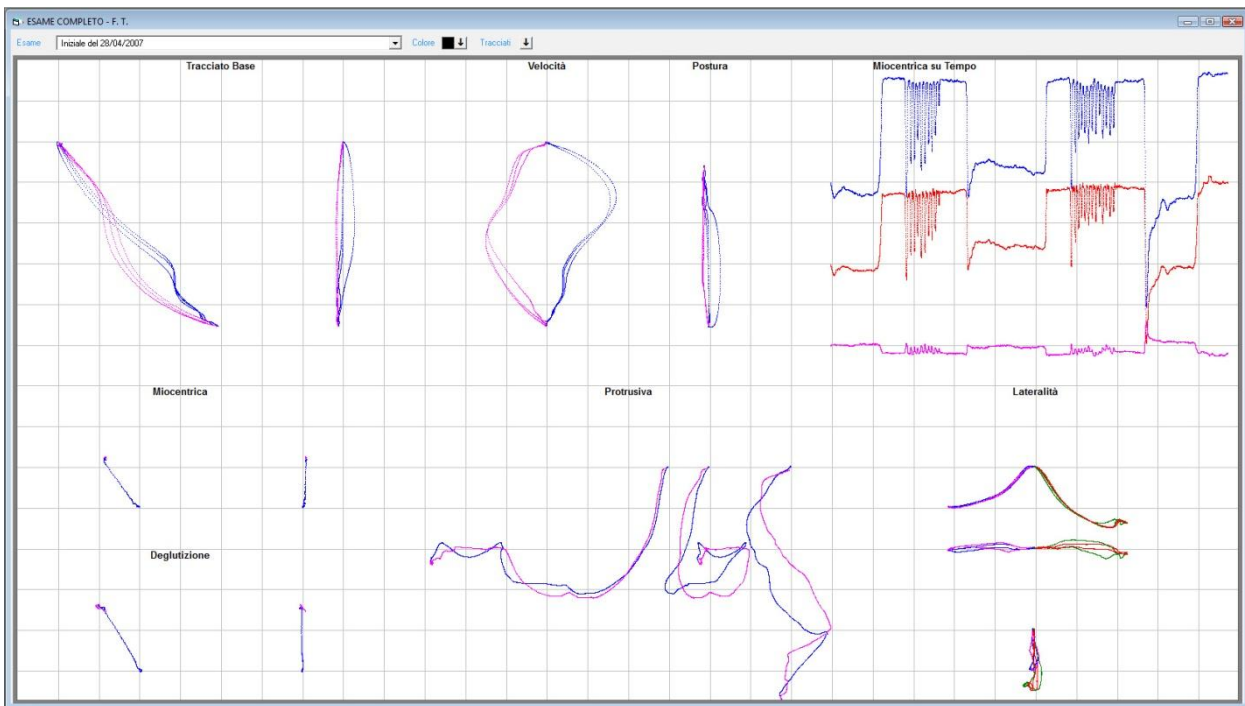 ESAME COMPLETO - F. T.
Esame Iniziale del 28/04/2007 Colore Tracciati
Tracciato Base Velocità Postura Miocentrica su Tempo
Miocentrica Protrusiva Lateralità
Deglutizione